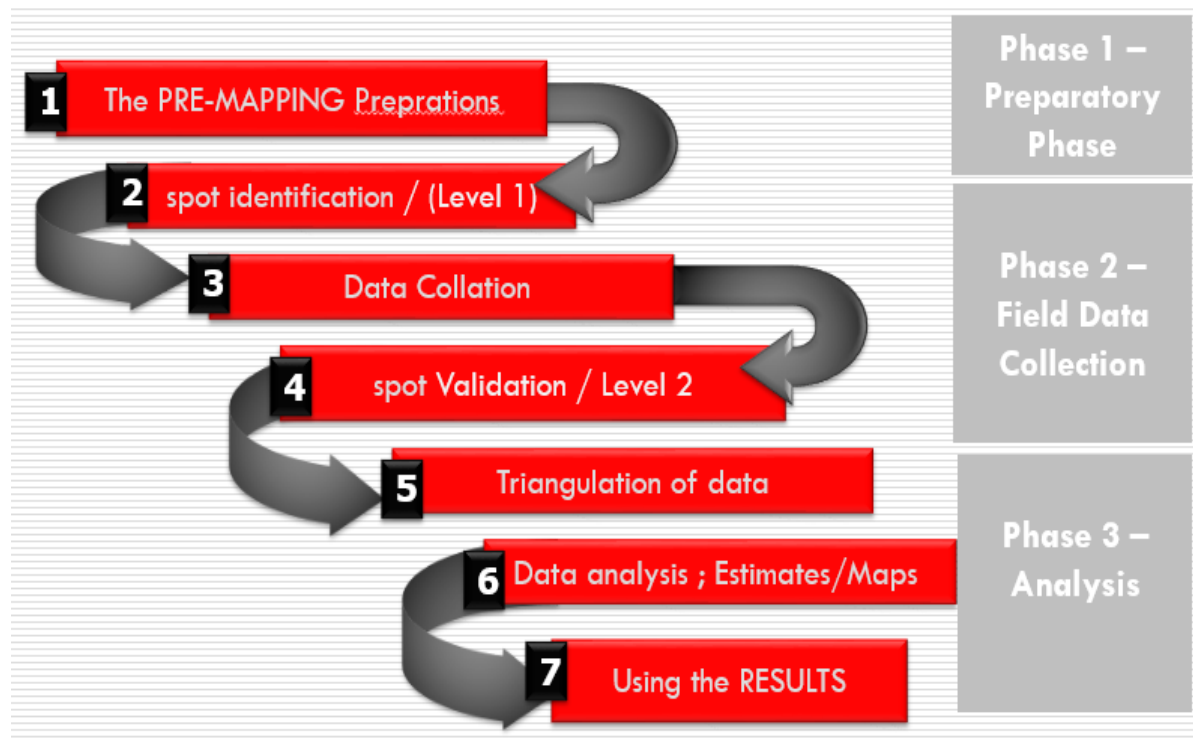 1 The PRE-MAPPING Preprations
2 spot identification / (Level 1)
3 Data Collation
4 spot Validation / Level 2
5 Triangulation of data
6 Data analysis ; Estimates/Maps
7 Using the RESULTS
Phase 1 –
Preparatory
Phase
Phase 2 –
Field Data
Collection
Phase 3 –
Analysis